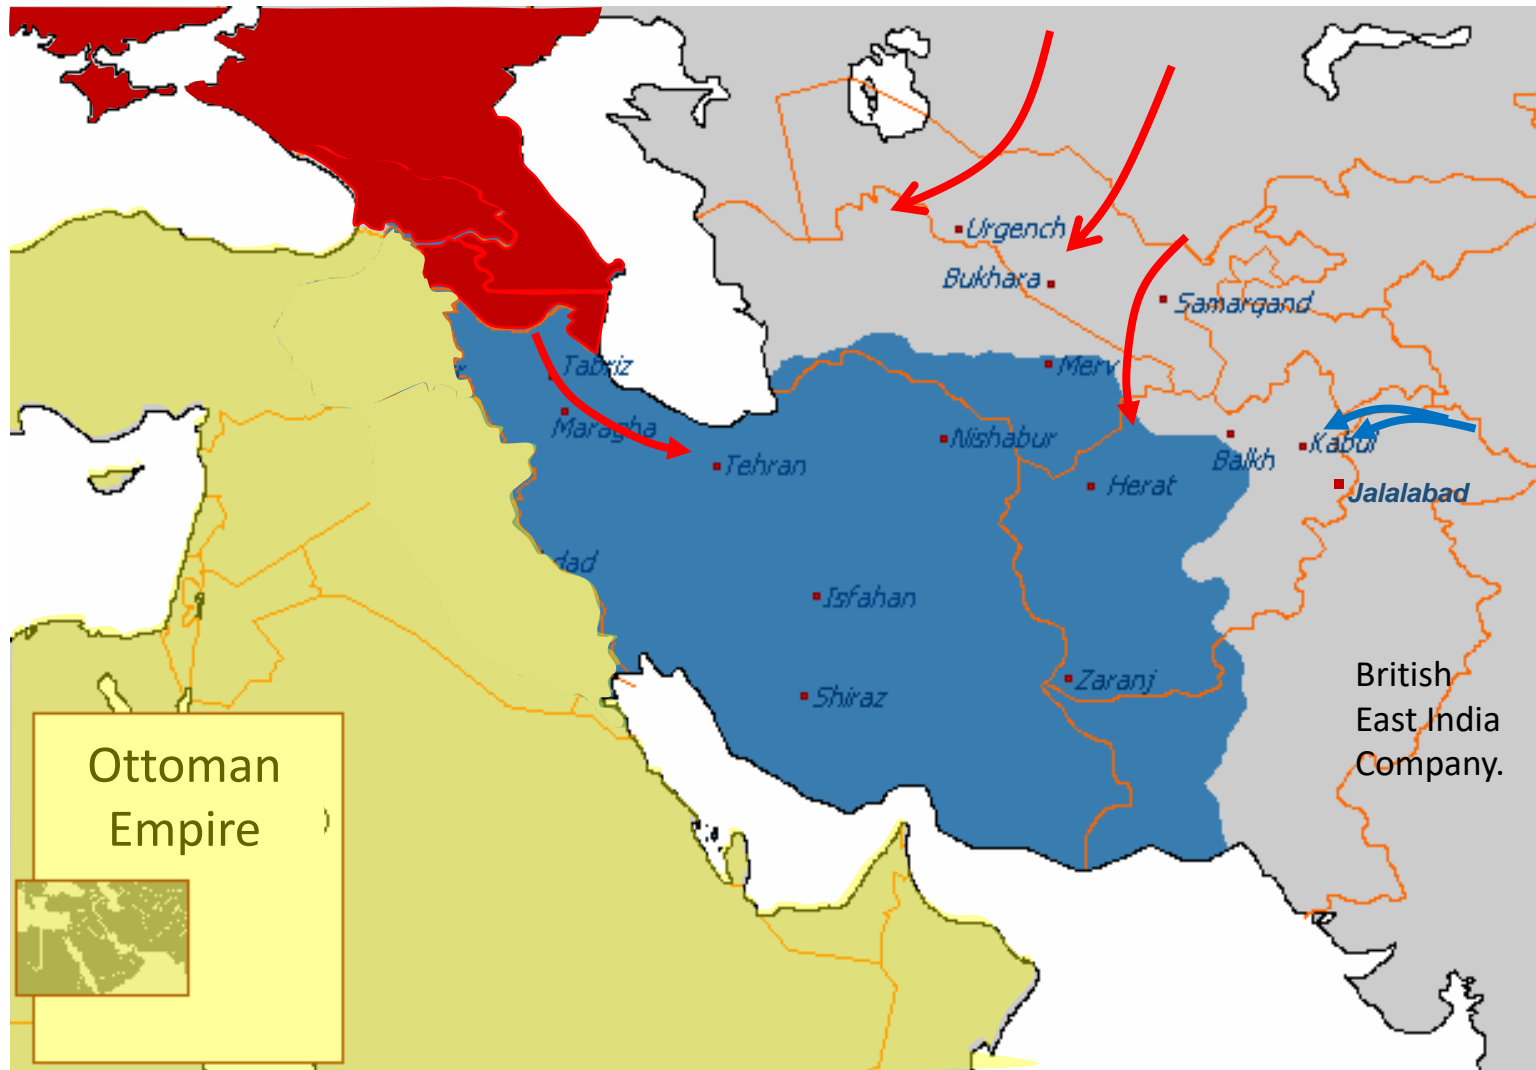 Urgench
Bukhara
Samarqand
Tabriz
Merv
Maragha
Nishabur
Tehran
Balkh
Kabul
Herat
Jalalabad
dad
Isfahan
Zaranj
Shiraz
British
East India
Company.
Ottoman
Empire